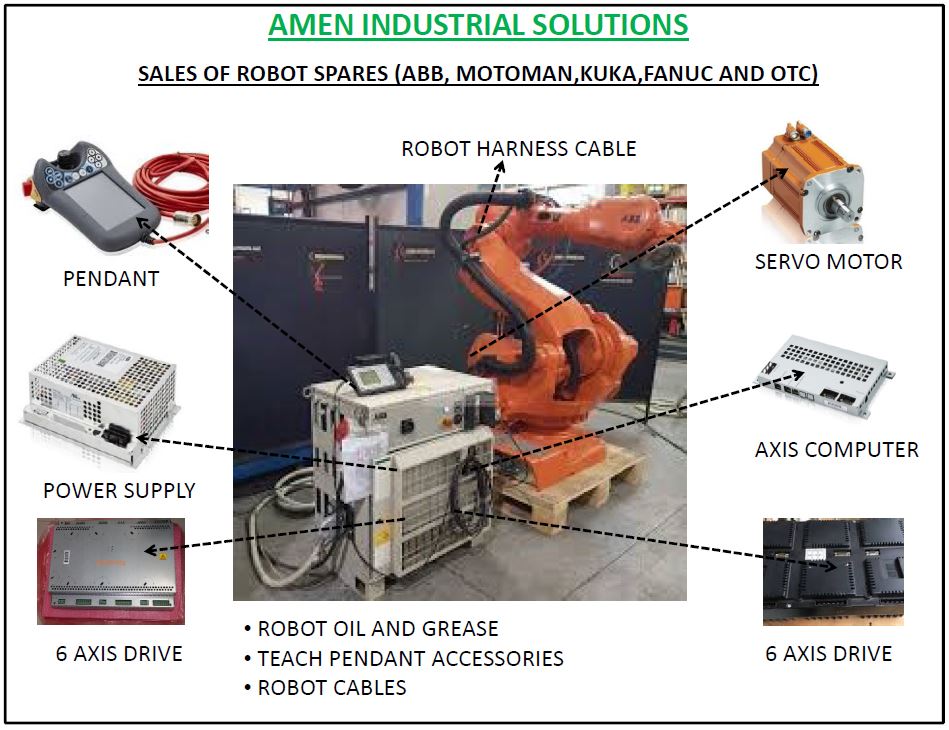 AMEN INDUSTRIAL SOLUTIONS
SALES OF ROBOT SPARES (ABB, MOTOMAN,KUKA,FANUC AND OTC)
ROBOT HARNESS CABLE
PENDANT
SERVO MOTOR
ABB
POWER SUPPLY
AXIS COMPUTER
6 AXIS DRIVE
6 AXIS DRIVE
• ROBOT OIL AND GREASE
• TEACH PENDANT ACCESSORIES
• ROBOT CABLES